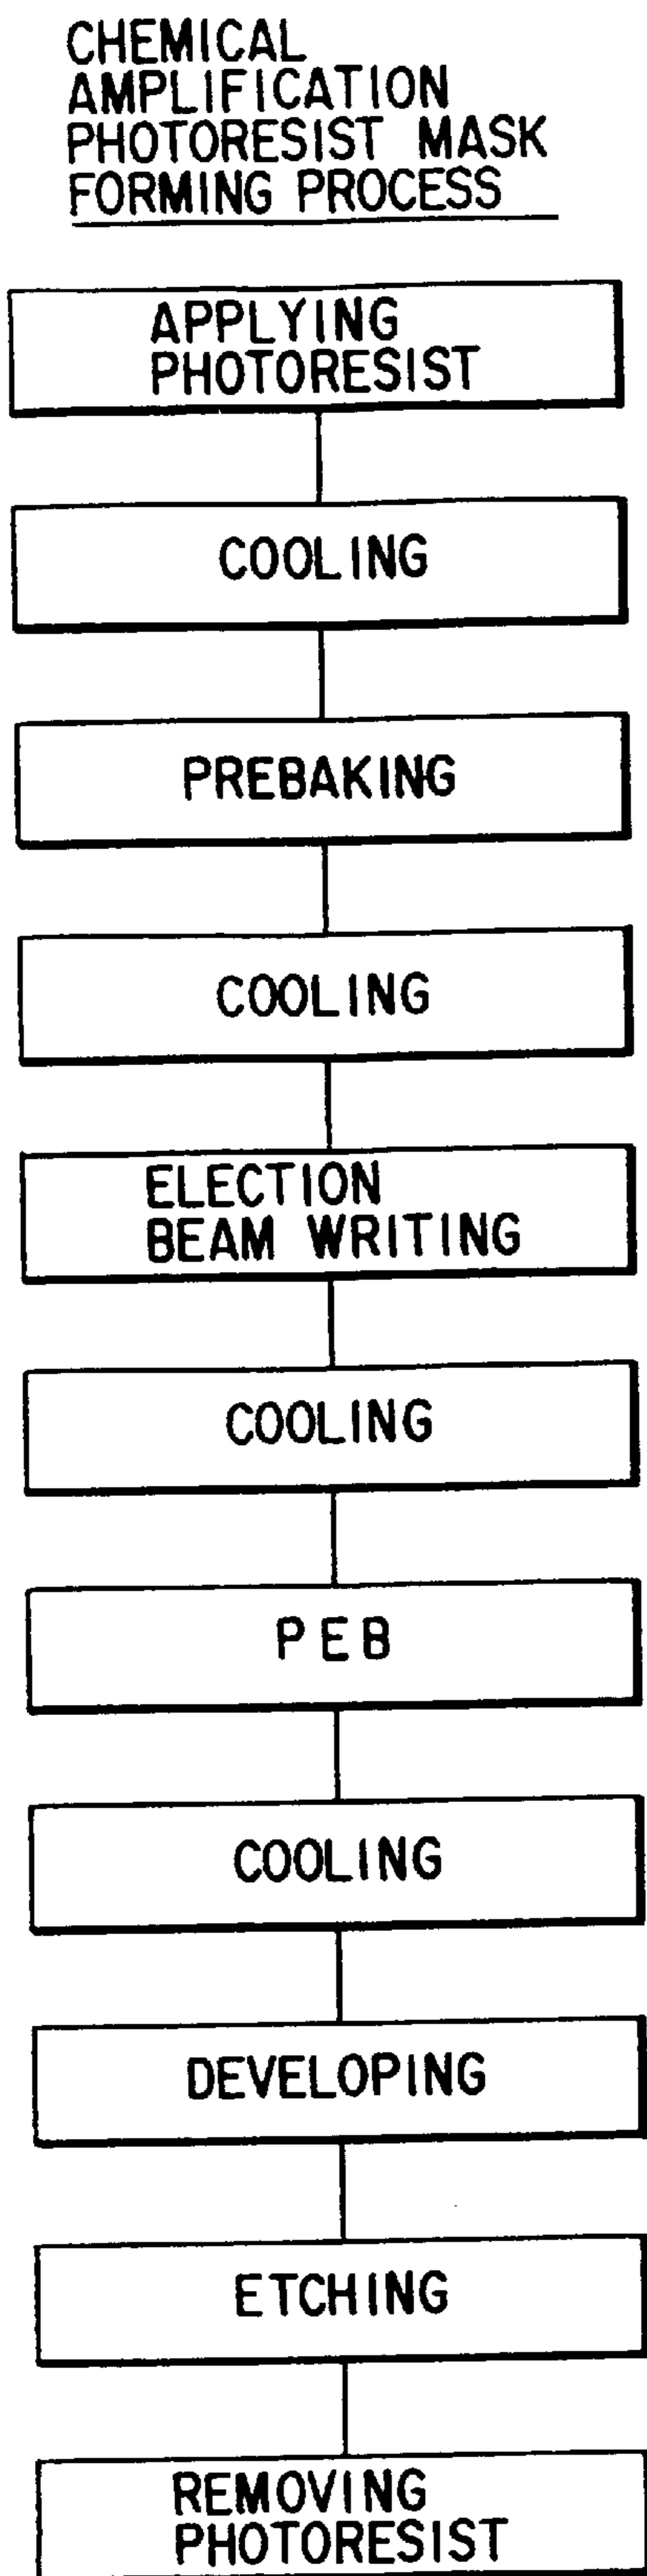 CHEMICAL
AMPLIFICATION
PHOTORESIST MASK
FORMING PROCESS
APPLYING
PHOTORESIST
COOLING
PREBAKING
COOLING
ELECTION
BEAM WRITING
COOLING
PEB
COOLING
DEVELOPING
ETCHING
REMOVING
PHOTORESIST